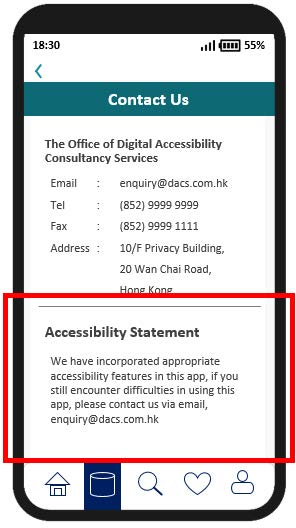 18:30 55%
Contact Us
The Office of Digital Accessibility
Consultancy Services
Email : enquiry@dacs.com.hk
Tel : (852) 9999 9999
Fax : (852) 9999 1111
Address : 10/F Privacy Building,
20 Wan Chai Road,
Hong Kong
Accessibility Statement
We have incorporated appropriate
accessibility features in this app, if you
still encounter difficulties in using this
app, please contact us via email,
enquiry@dacs.com.hk